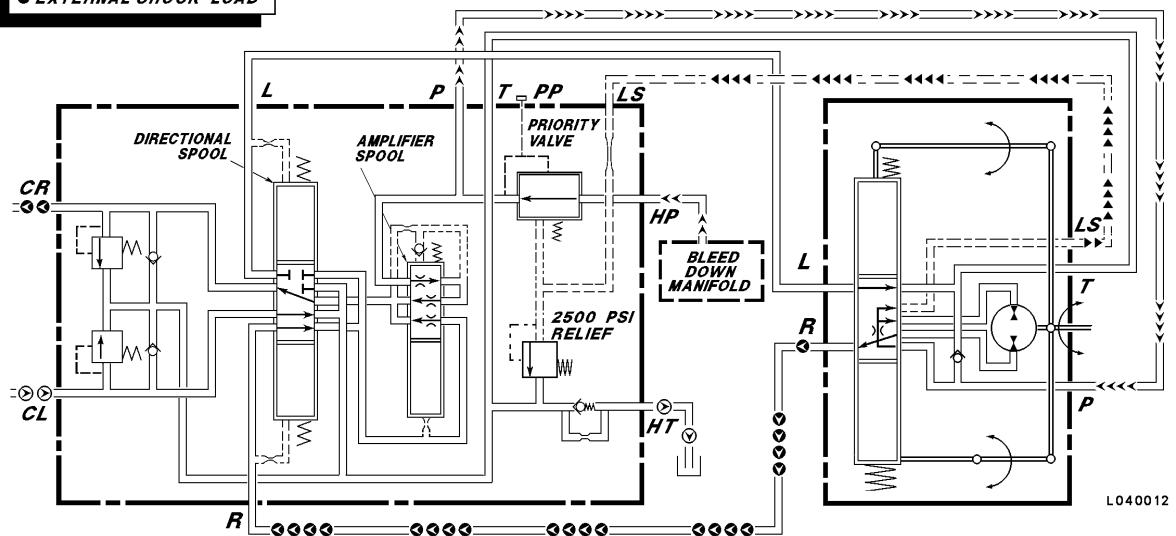 ● EXTERNAL SHOCK LOAD
L
P
T
PP
LS
DIRECTIONAL
SPOOL
AMPLIFIER
SPOOL
PRIORITY
VALVE
CR
HP
BLEED
DOWN
MANIFOLD
LS
L
T
2500 PSI
RELIEF
R
CL
P
HT
R
L040012